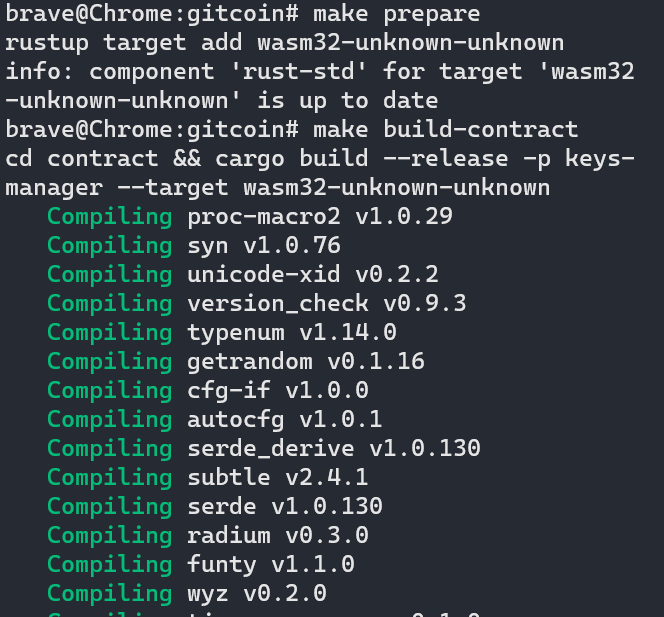 brave@Chrome:gitcoin# make prepare
rustup target add wasm32-unknown-unknown
info: component 'rust-std' for target 'wasm32
-unknown-unknown' is up to date
brave@Chrome:gitcoin# make build-contract
cd contract && cargo build --release -p keys-
manager --target wasm32-unknown-unknown
   Compiling proc-macro2 v1.0.29
   Compiling syn v1.0.76
   Compiling unicode-xid v0.2.2
   Compiling version_check v0.9.3
   Compiling typenum v1.14.0
   Compiling getrandom v0.1.16
   Compiling cfg-if v1.0.0
   Compiling autocfg v1.0.1
   Compiling serde_derive v1.0.130
   Compiling subtle v2.4.1
   Compiling serde v1.0.130
   Compiling radium v0.3.0
   Compiling funty v1.1.0
   Compiling wyz v0.2.0
   Compiling